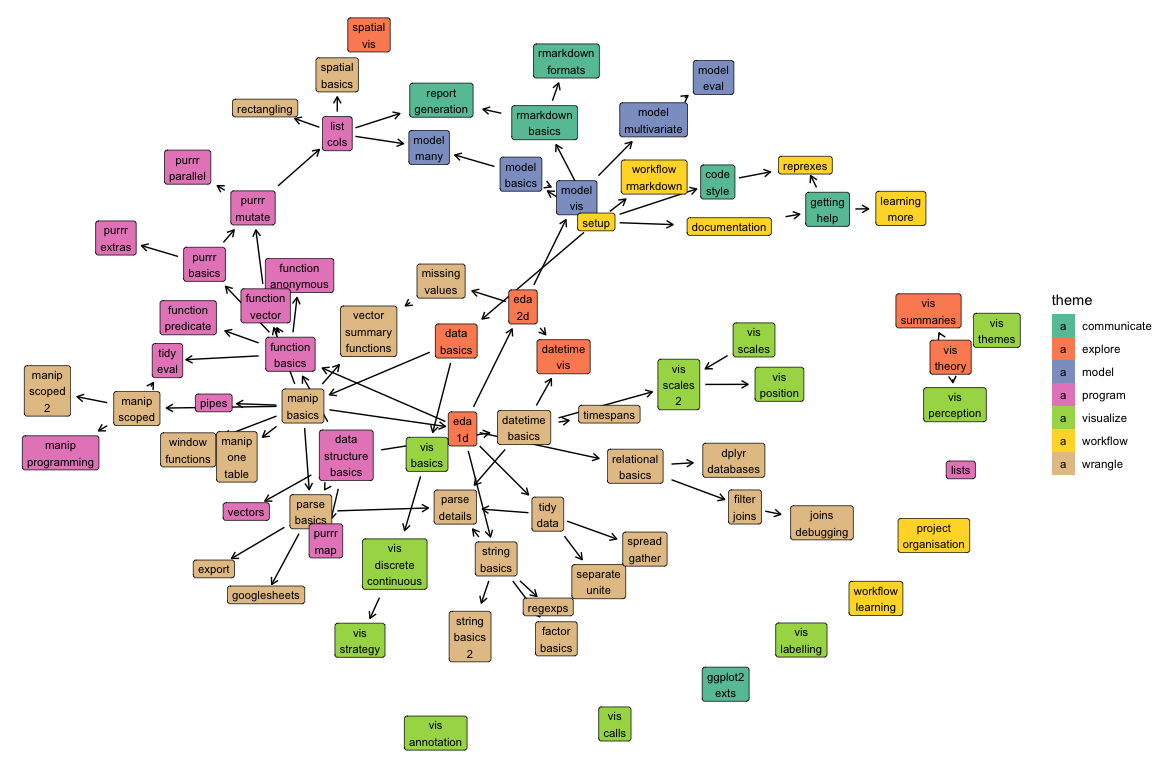 spatial
vis
rmarkdown
formats
spatial
basics
model
eval
report
generation
rectangling
list
cols
rmarkdown
basics
model
multivariate
model
many
purrr
parallel
model
basics
workflow
rmarkdown
code
style
reprexes
model
vis
purrr
mutate
setup
getting
help
learning
more
documentation
purrr
extras
purrr
basics
function
anonymous
missing
values
function
vector
eda
2d
function
predicate
vector
summary
functions
data
basics
vis
scales
vis
summaries
vis
themes
theme
a communicate
a explore
a model
a program
a visualize
a workflow
a wrangle
function
basics
tidy
eval
datetime
vis
vis
theory
vis
scales
2
vis
position
manip
scoped
2
manip
scoped
pipes
manip
basics
vis
perception
timespans
eda
1d
datetime
basics
manip
programming
window
functions
manip
one
table
data
structure
basics
vis
basics
relational
basics
dplyr
databases
lists
vectors
parse
basics
parse
details
tidy
data
filter
joins
joins
debugging
project
organisation
purrr
map
export
vis
discrete
continuous
string
basics
spread
gather
separate
unite
googlesheets
regexps
workflow
learning
vis
strategy
string
basics
2
factor
basics
vis
labelling
ggplot2
exts
vis
annotation
vis
calls